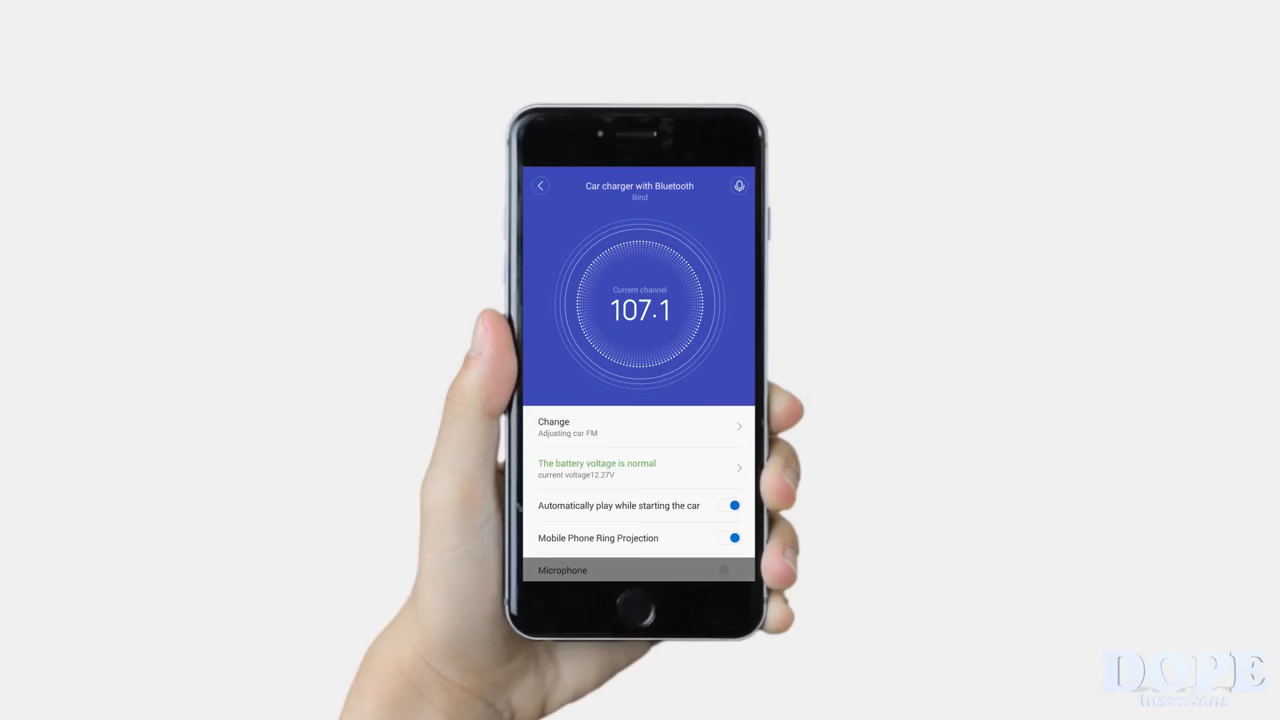 Car charger with Bluetooth
Bind
Current channel
107.1
Change
Adjusting car FM
The battery voltage is normal
current voltage12.27V
Automatically play while starting the car
Mobile Phone Ring Projection
Microphone
DOPE